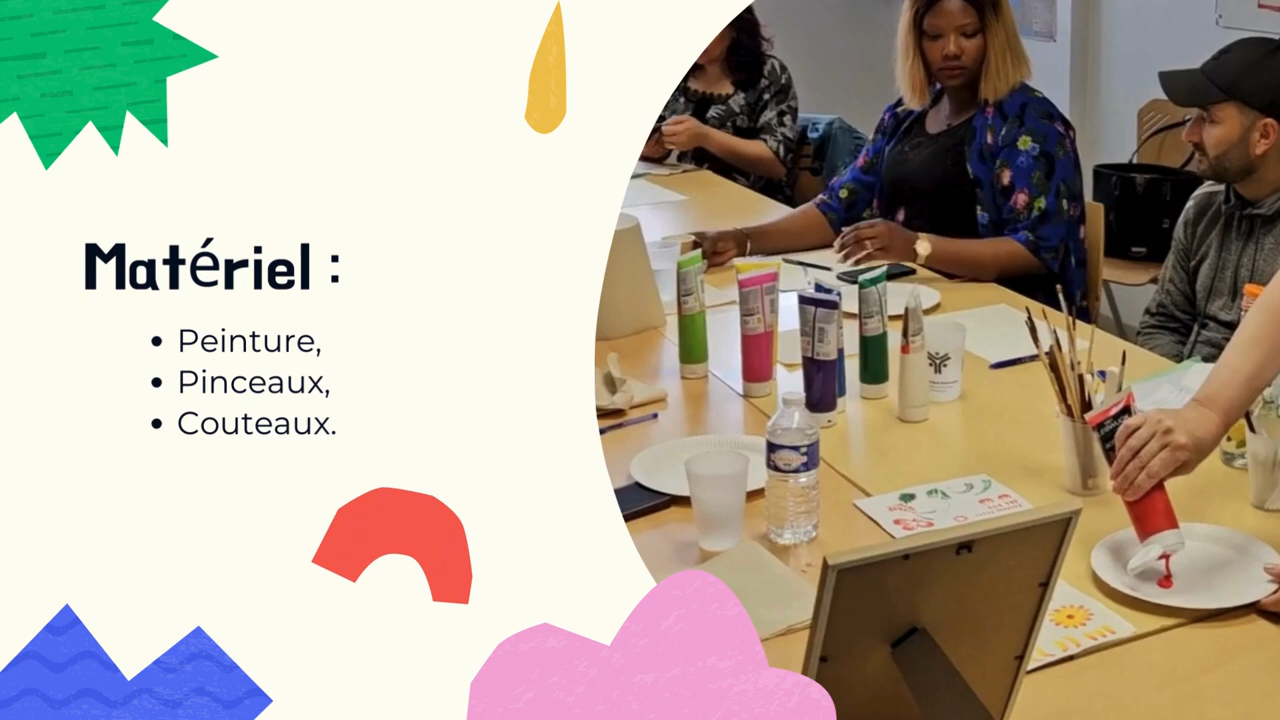 Matériel :
• Peinture,
• Pinceaux,
• Couteaux.